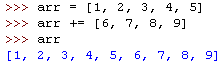 >>> arr = [1, 2, 3, 4, 5]
>>> arr += [6, 7, 8, 9]
>>> arr
[1, 2, 3, 4, 5, 6, 7, 8, 9]